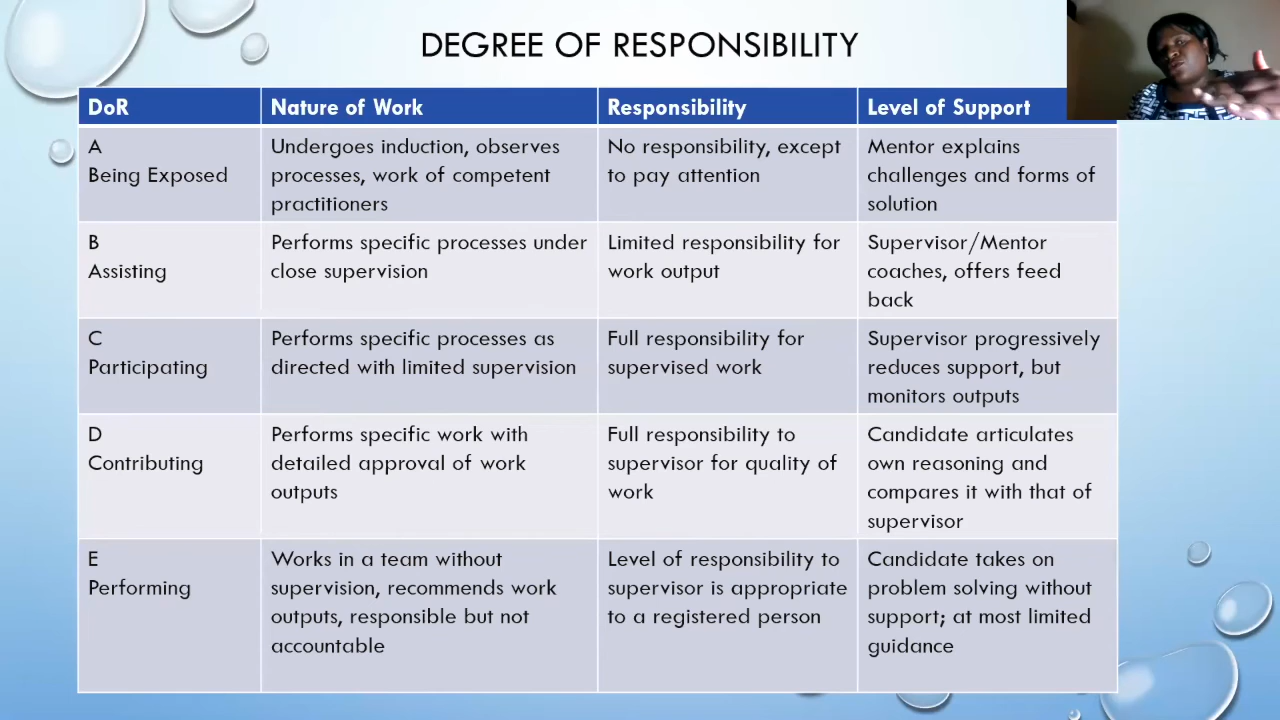 DEGREE OF RESPONSIBILITY
DoR
Nature of Work
Responsibility
Level of Support
A
Being Exposed
Undergoes induction, observes
processes, work of competent
practitioners
No responsibility, except
to pay attention
Mentor explains
challenges and forms of
solution
B
Assisting
Performs specific processes under
close supervision
Limited responsibility for
work output
Supervisor/Mentor
coaches, offers feed
back
C
Participating
Performs specific processes as
directed with limited supervision
Full responsibility for
supervised work
Supervisor progressively
reduces support, but
monitors outputs
D
Contributing
Performs specific work with
detailed approval of work
outputs
Full responsibility to
supervisor for quality of
work
Candidate articulates
own reasoning and
compares it with that of
supervisor
E
Performing
Works in a team without
supervision, recommends work
outputs, responsible but not
accountable
Level of responsibility to
supervisor is appropriate
to a registered person
Candidate takes on
problem solving without
support; at most limited
guidance